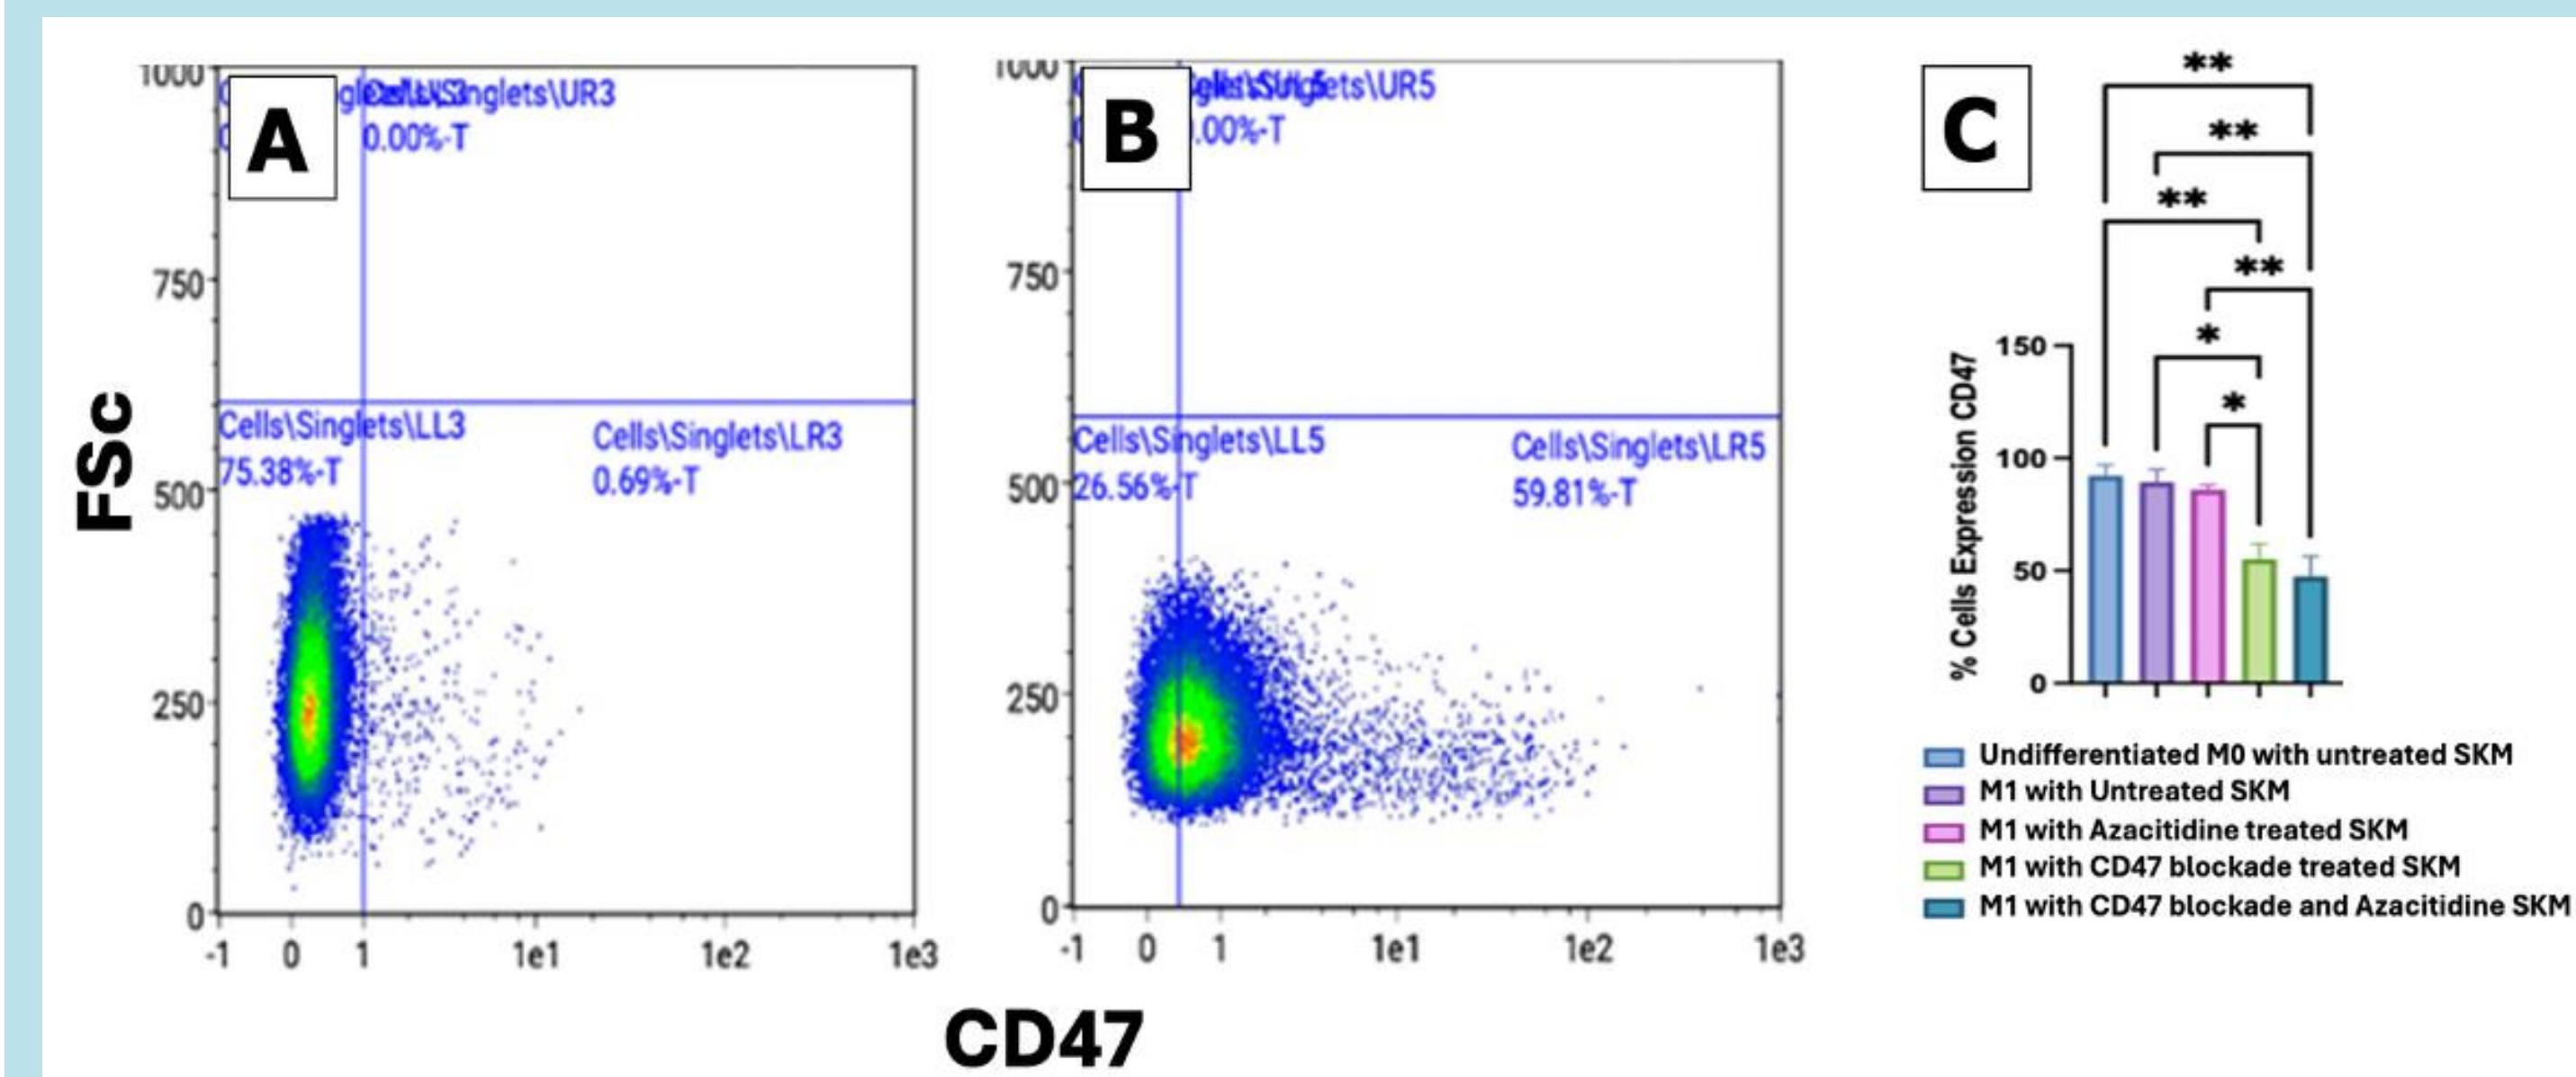 A
Cells\Singlets\UR3
0.00%-T
1000
750
500
250
0
FSc
Cells\Singlets\LL3
75.38%-T
Cells\Singlets\LR3
0.69%-T
-1 0 1 1e1 1e2 1e3
B
\UR5
.00%-T
1000
750
500
250
0
Cells\Singlets\LL5
26.56%-T
Cells\Singlets\LR5
59.81%-T
-1 0 1 1e1 1e2 1e3
CD47
C
**
**
**
**
*
*
% Cells Expression CD47
150
100
50
0
Undifferentiated M0 with untreated SKM
M1 with Untreated SKM
M1 with Azacitidine treated SKM
M1 with CD47 blockade treated SKM
M1 with CD47 blockade and Azacitidine SKM